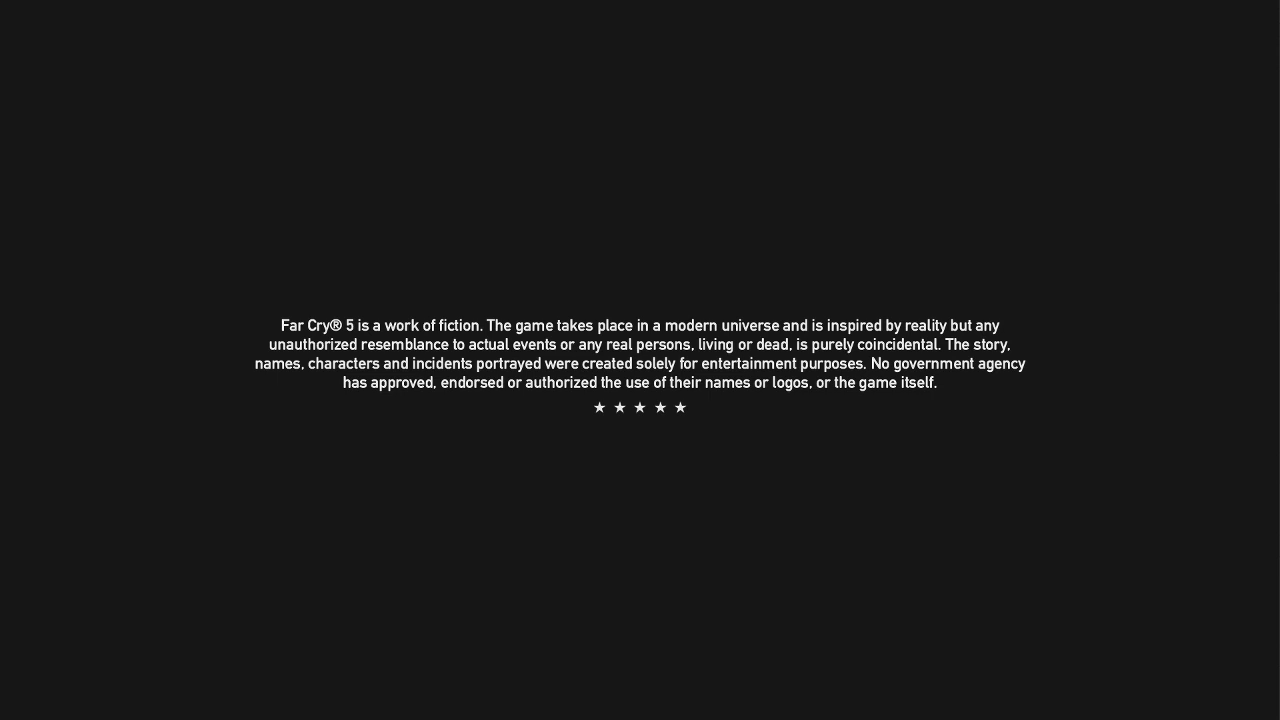 Far Cry® 5 is a work of fiction. The game takes place in a modern universe and is inspired by reality but any
unauthorized resemblance to actual events or any real persons, living or dead, is purely coincidental. The story,
names, characters and incidents portrayed were created solely for entertainment purposes. No government agency
has approved, endorsed or authorized the use of their names or logos, or the game itself.
★ ★ ★ ★ ★